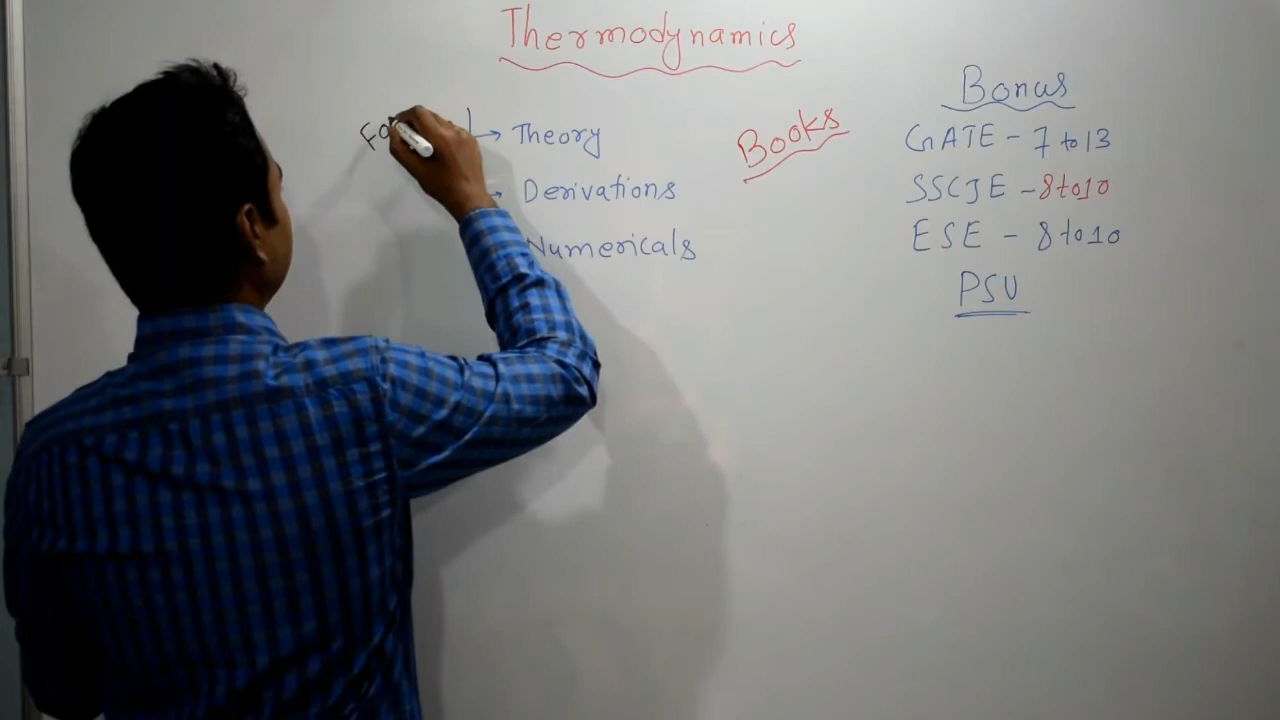 Thermodynamics
Theory
Derivations
Numericals
Books
Bonus
GATE - 7 to 13
SSCJE - 8 to 10
ESE - 8 to 10
PSU